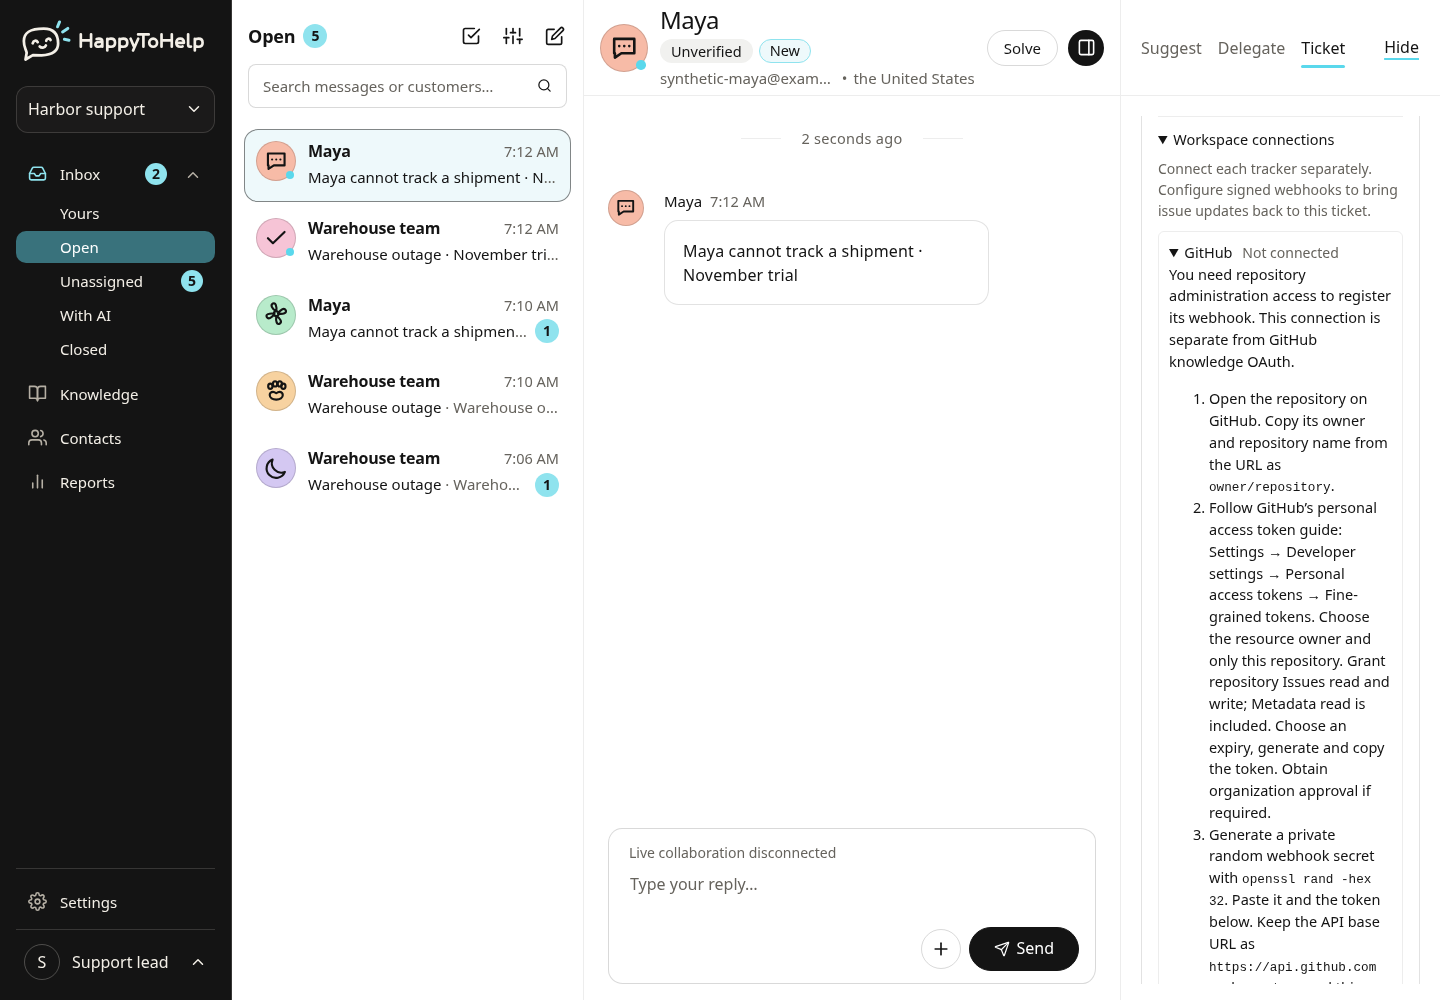 HappyToHelp
Harbor support
Inbox 2
Yours
Open
Unassigned 5
With AI
Closed
Knowledge
Contacts
Reports
Settings
S Support lead
Open 5
Search messages or customers...
Maya 7:12 AM
Maya cannot track a shipment · N...
Warehouse team 7:12 AM
Warehouse outage · November tri...
Maya 7:10 AM
Maya cannot track a shipmen... 1
Warehouse team 7:10 AM
Warehouse outage · Warehouse o...
Warehouse team 7:06 AM
Warehouse outage · Wareho... 1
Maya
Unverified New
synthetic-maya@exam... • the United States
Solve
2 seconds ago
Maya 7:12 AM
Maya cannot track a shipment ·
November trial
Live collaboration disconnected
Type your reply...
Send
Suggest Delegate Ticket Hide
▼ Workspace connections
Connect each tracker separately.
Configure signed webhooks to bring
issue updates back to this ticket.
▼ GitHub Not connected
You need repository
administration access to register
its webhook. This connection is
separate from GitHub
knowledge OAuth.
1. Open the repository on
GitHub. Copy its owner
and repository name from
the URL as
owner/repository.
2. Follow GitHub’s personal
access token guide:
Settings → Developer
settings → Personal
access tokens → Fine-
grained tokens. Choose
the resource owner and
only this repository. Grant
repository Issues read and
write; Metadata read is
included. Choose an
expiry, generate and copy
the token. Obtain
organization approval if
required.
3. Generate a private
random webhook secret
with openssl rand -hex
32. Paste it and the token
below. Keep the API base
URL as
https://api.github.com